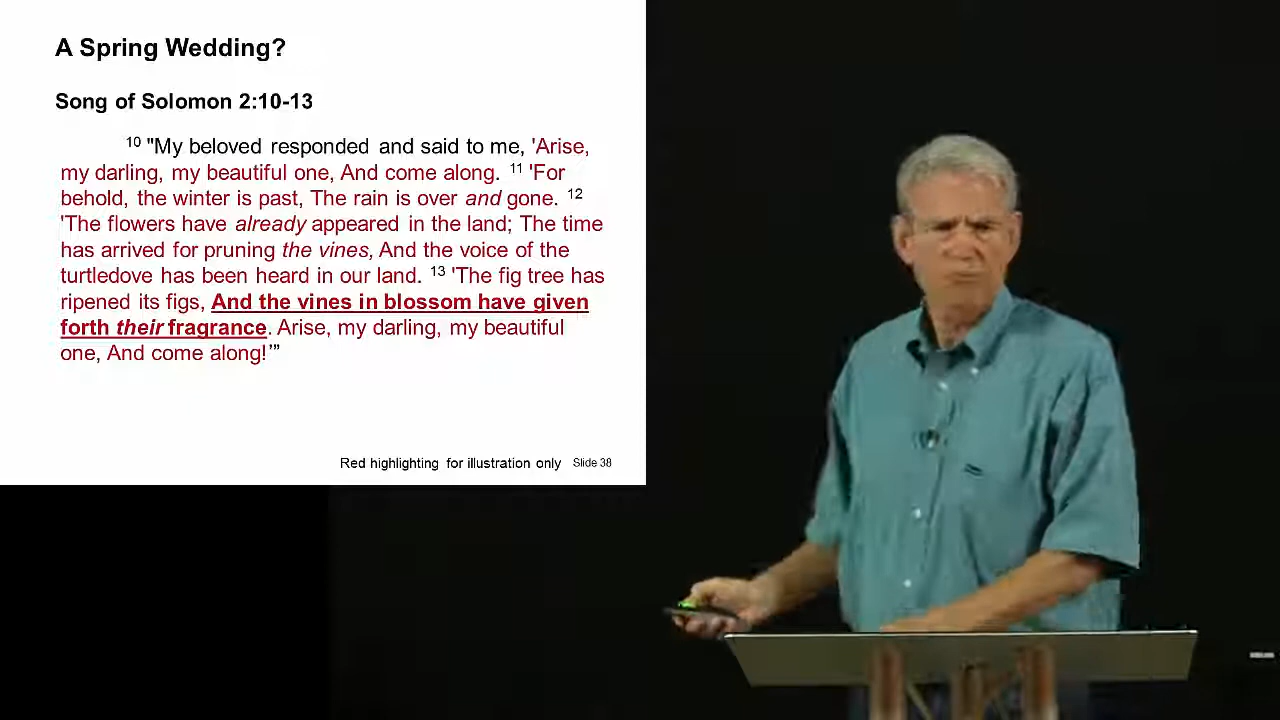 A Spring Wedding?
Song of Solomon 2:10-13
10 "My beloved responded and said to me, 'Arise,
my darling, my beautiful one, And come along. 11 'For
behold, the winter is past, The rain is over and gone. 12
'The flowers have already appeared in the land; The time
has arrived for pruning the vines, And the voice of the
turtledove has been heard in our land. 13 'The fig tree has
ripened its figs, And the vines in blossom have given
forth their fragrance. Arise, my darling, my beautiful
one, And come along!'”
Red highlighting for illustration only Slide 38